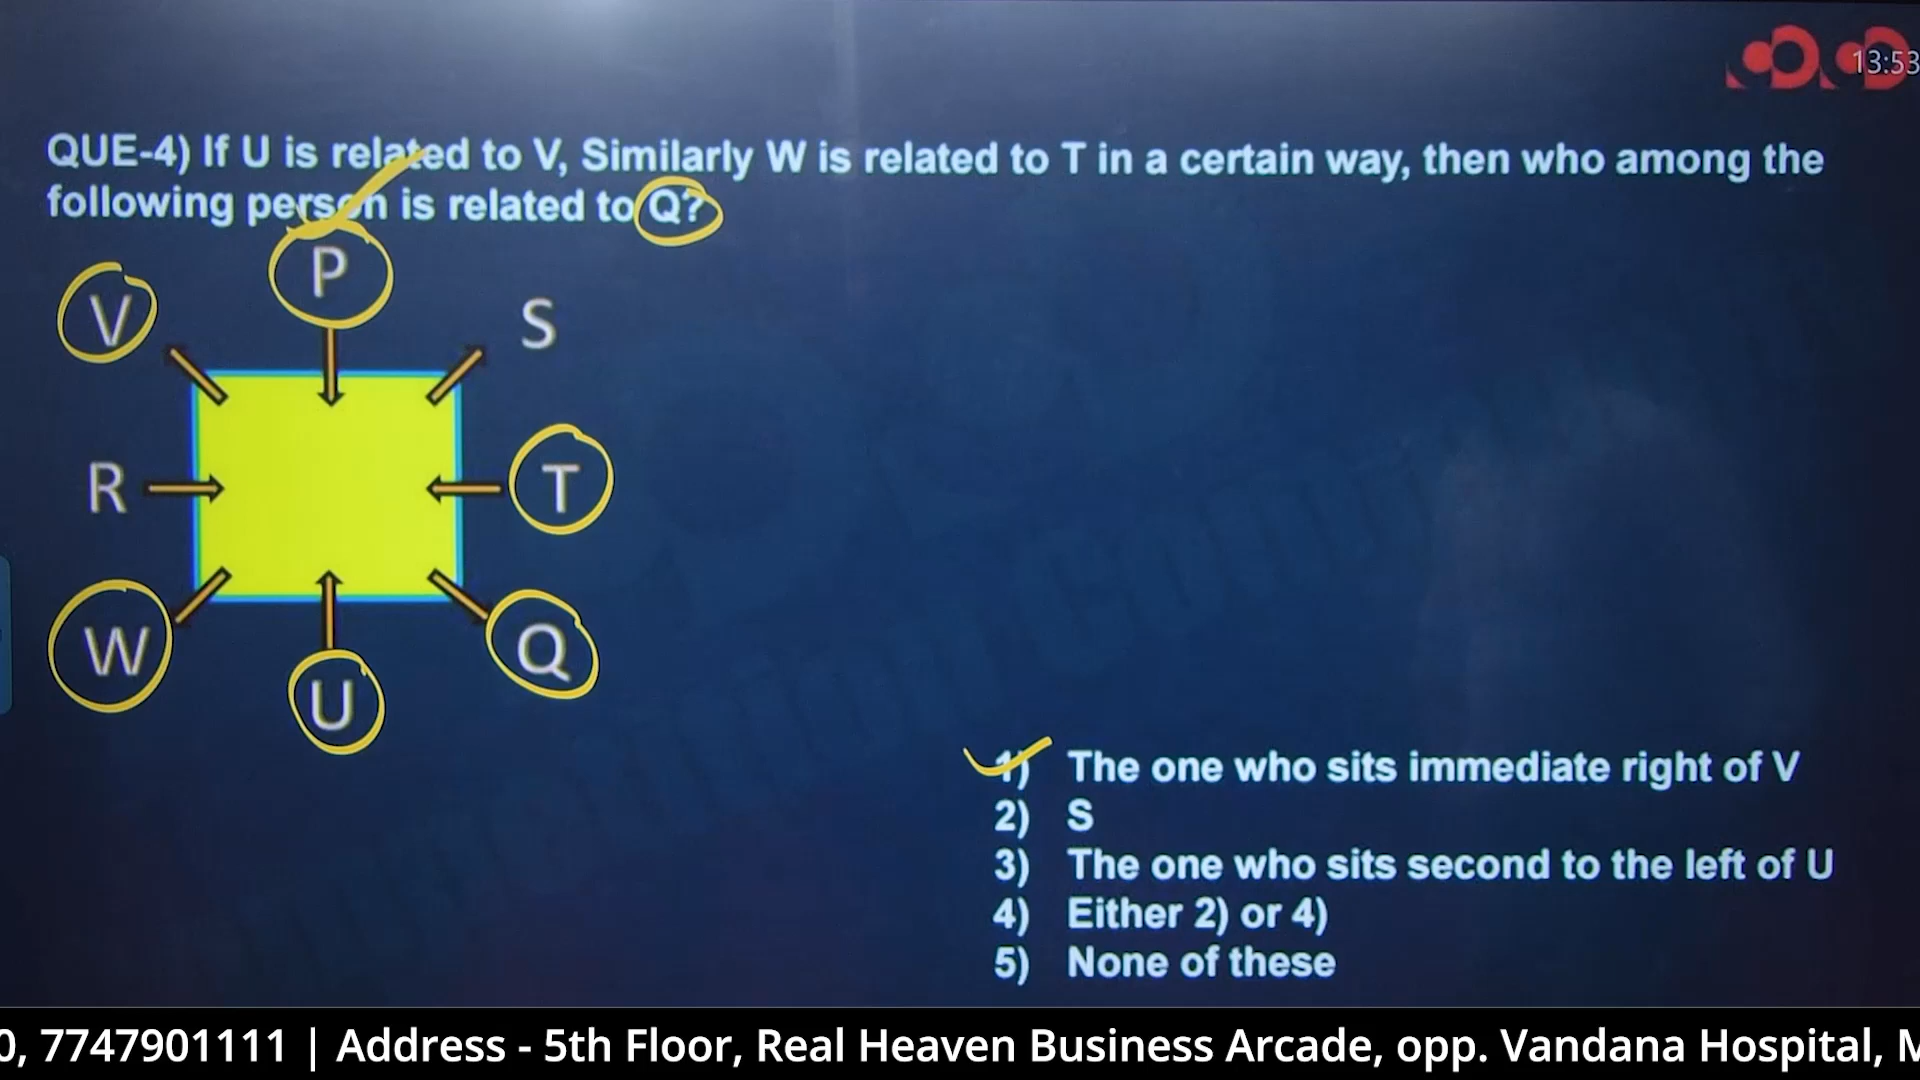 13:53
QUE-4) If U is related to V, Similarly W is related to T in a certain way, then who among the
following person is related to Q?
P
V
S
R
T
W
Q
U
1) The one who sits immediate right of V
2) S
3) The one who sits second to the left of U
4) Either 2) or 4)
5) None of these
0, 7747901111 | Address - 5th Floor, Real Heaven Business Arcade, opp. Vandana Hospital, M